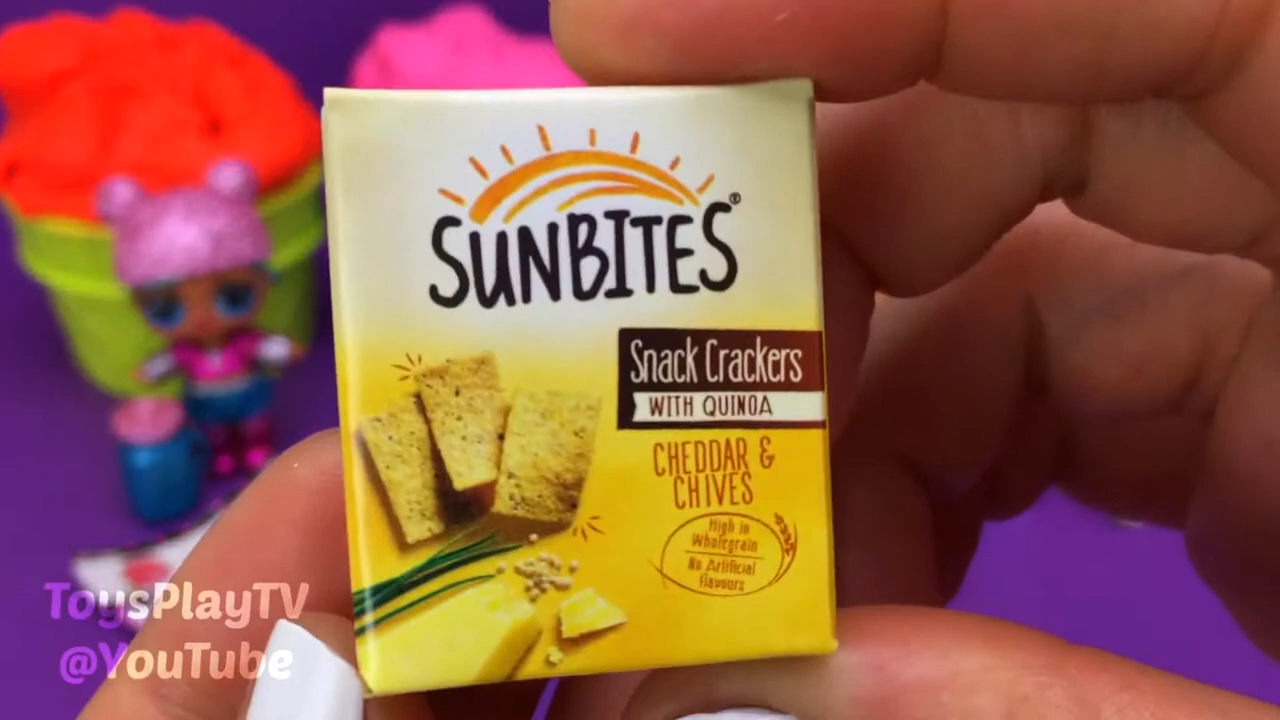 SUNBITES®
Snack Crackers
WITH QUINOA
CHEDDAR &
CHIVES
High in
Wholegrain
No Artificial
Flavours
ToysPlayTV
@YouTube